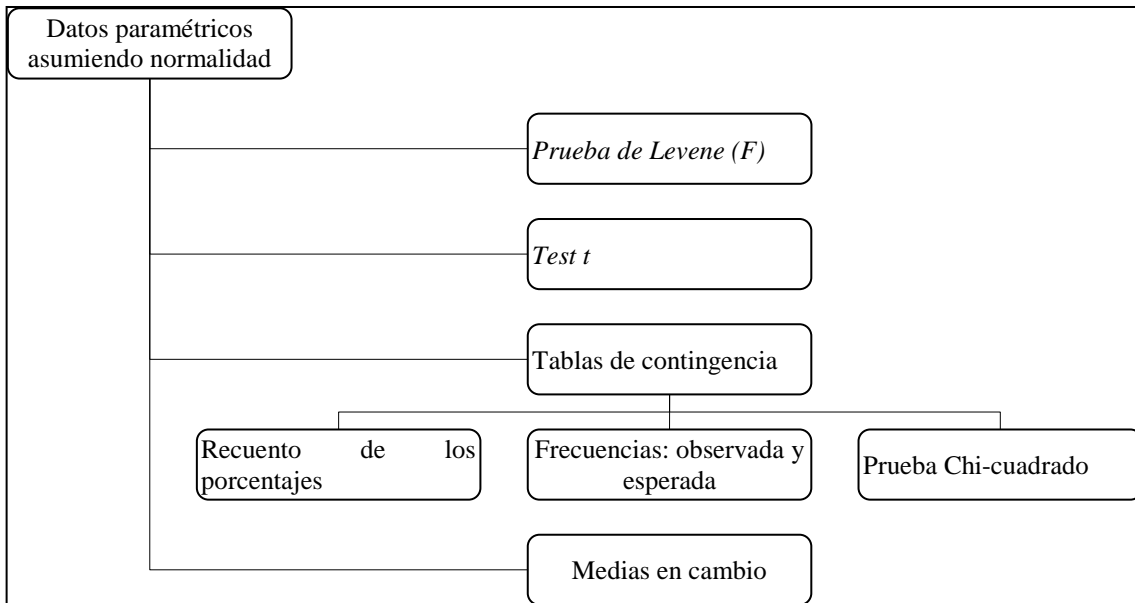 Datos paramétricos
asumiendo normalidad
Prueba de Levene (F)
Test t
Tablas de contingencia
Recuento de los
porcentajes
Frecuencias: observada y
esperada
Prueba Chi-cuadrado
Medias en cambio